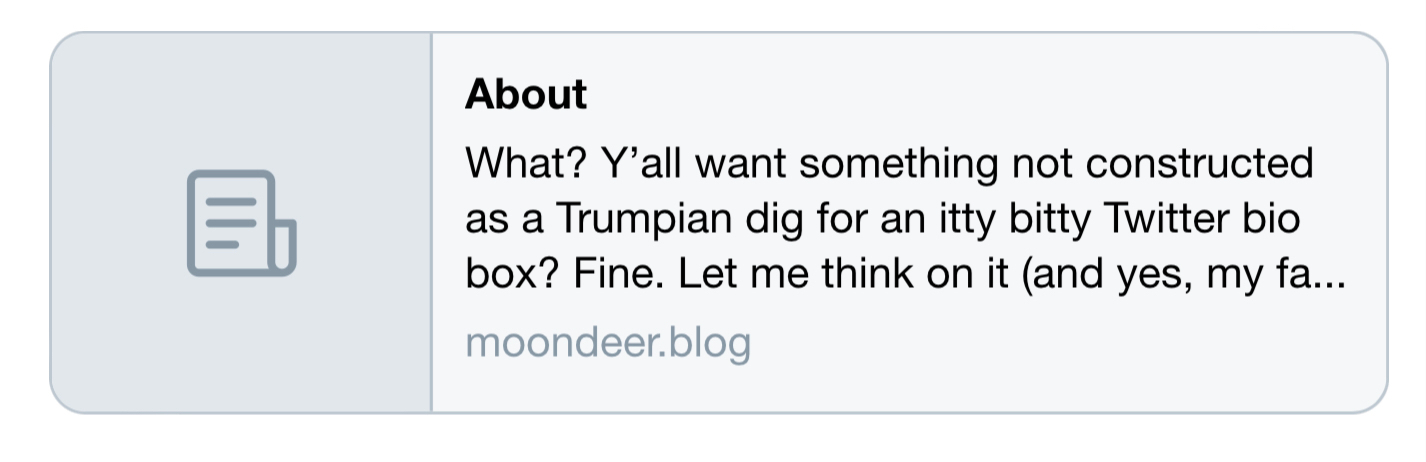 About
What? Y’all want something not constructed
as a Trumpian dig for an itty bitty Twitter bio
box? Fine. Let me think on it (and yes, my fa...
moondeer.blog